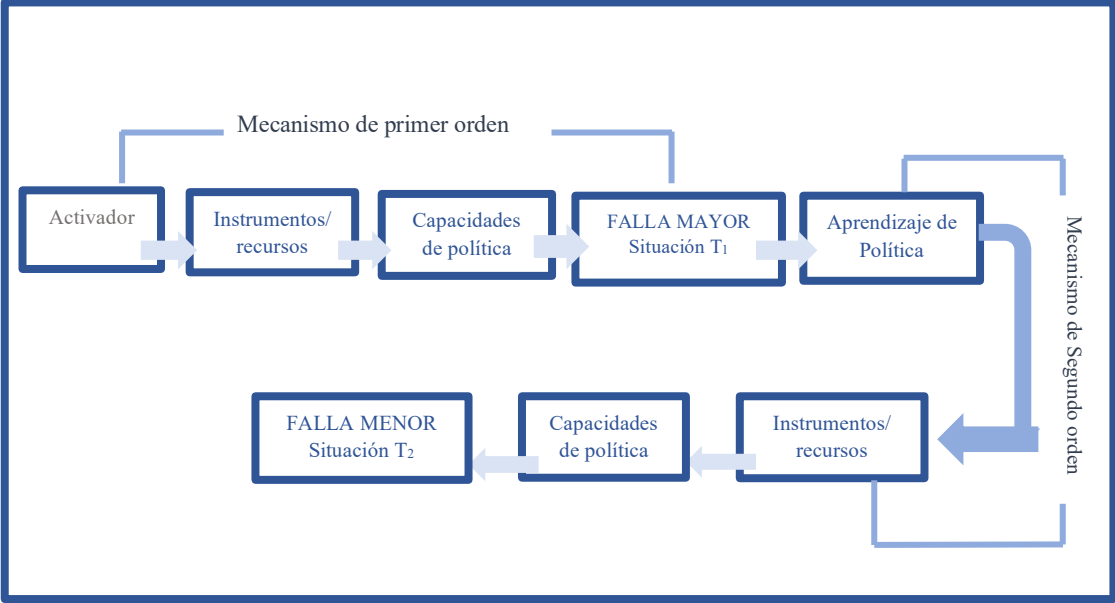 Mecanismo de primer orden
Activador
Instrumentos/
recursos
Capacidades
de política
FALLA MAYOR
Situación T₁
Aprendizaje de
Política
Mecanismo de Segundo orden
FALLA MENOR
Situación T₂
Capacidades
de política
Instrumentos/
recursos